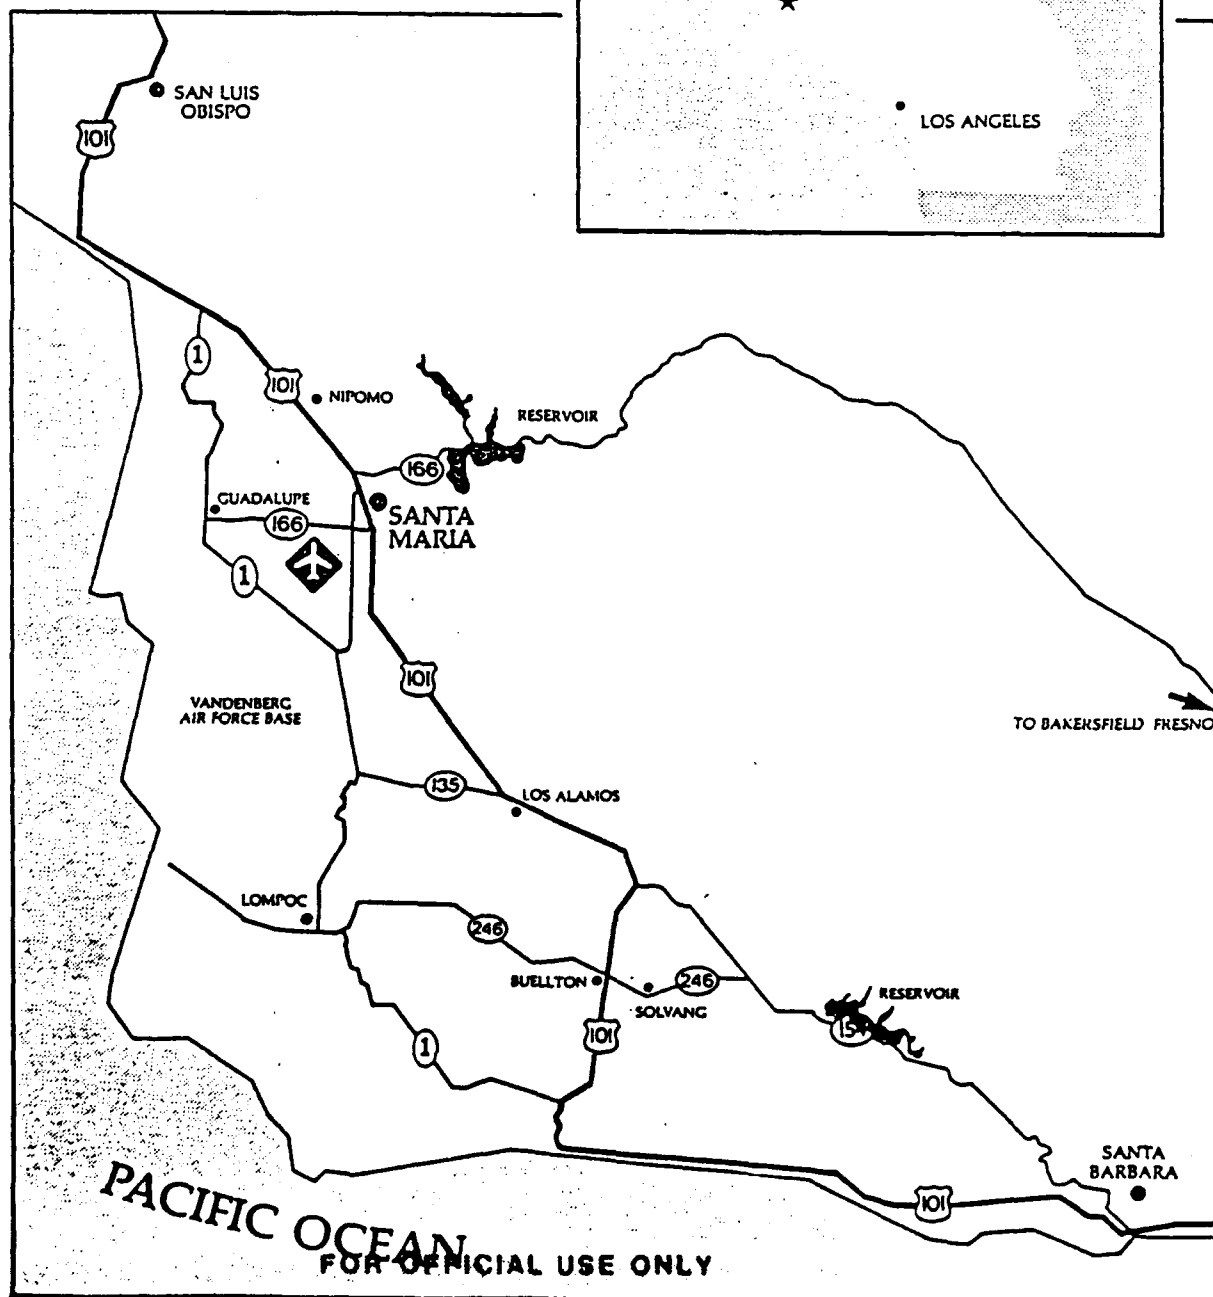 LOS ANGELES
SAN LUIS
OBISPO
101
1
101
NIPOMO
RESERVOIR
166
GUADALUPE
166
SANTA
MARIA
1
101
VANDENBERG
AIR FORCE BASE
TO BAKERSFIELD FRESNO
135
LOS ALAMOS
LOMPOC
246
BUELLTON
246
SOLVANG
RESERVOIR
101
1
SANTA
BARBARA
101
PACIFIC OCEAN
FOR OFFICIAL USE ONLY